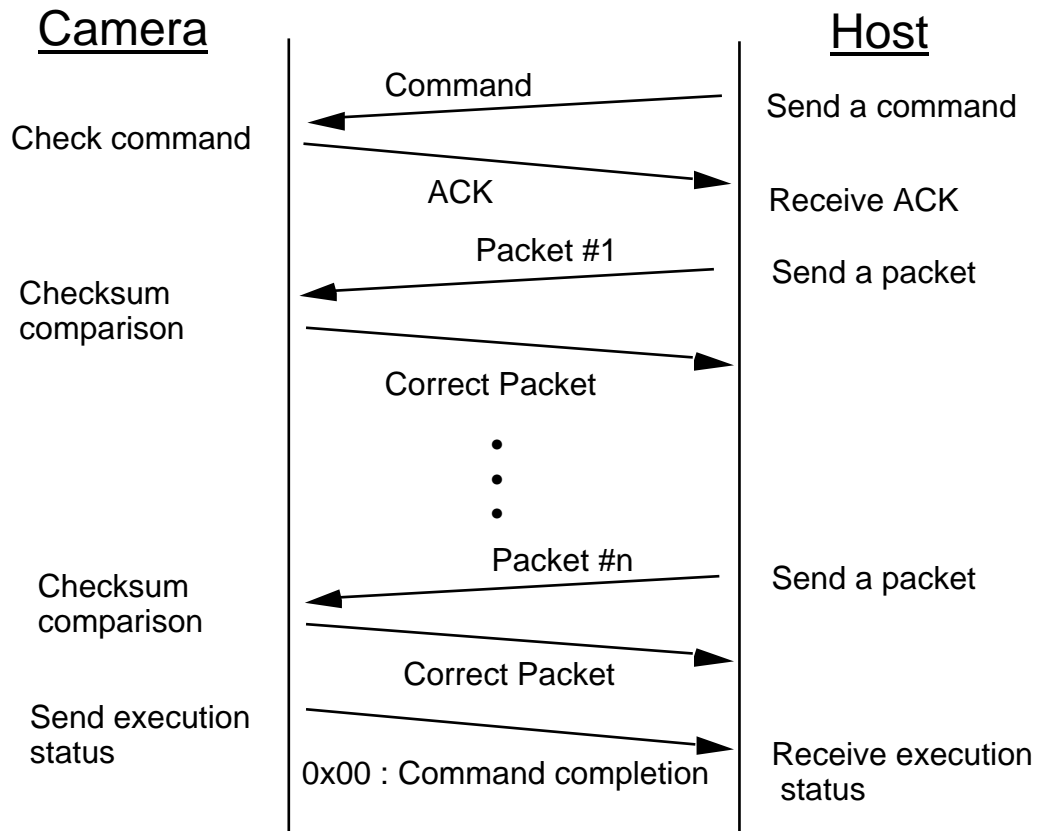 Camera
Host
Command
Send a command
Check command
ACK
Receive ACK
Packet #1
Send a packet
Checksum
comparison
Correct Packet
Packet #n
Send a packet
Checksum
comparison
Correct Packet
Send execution
status
0x00 : Command completion
Receive execution
status